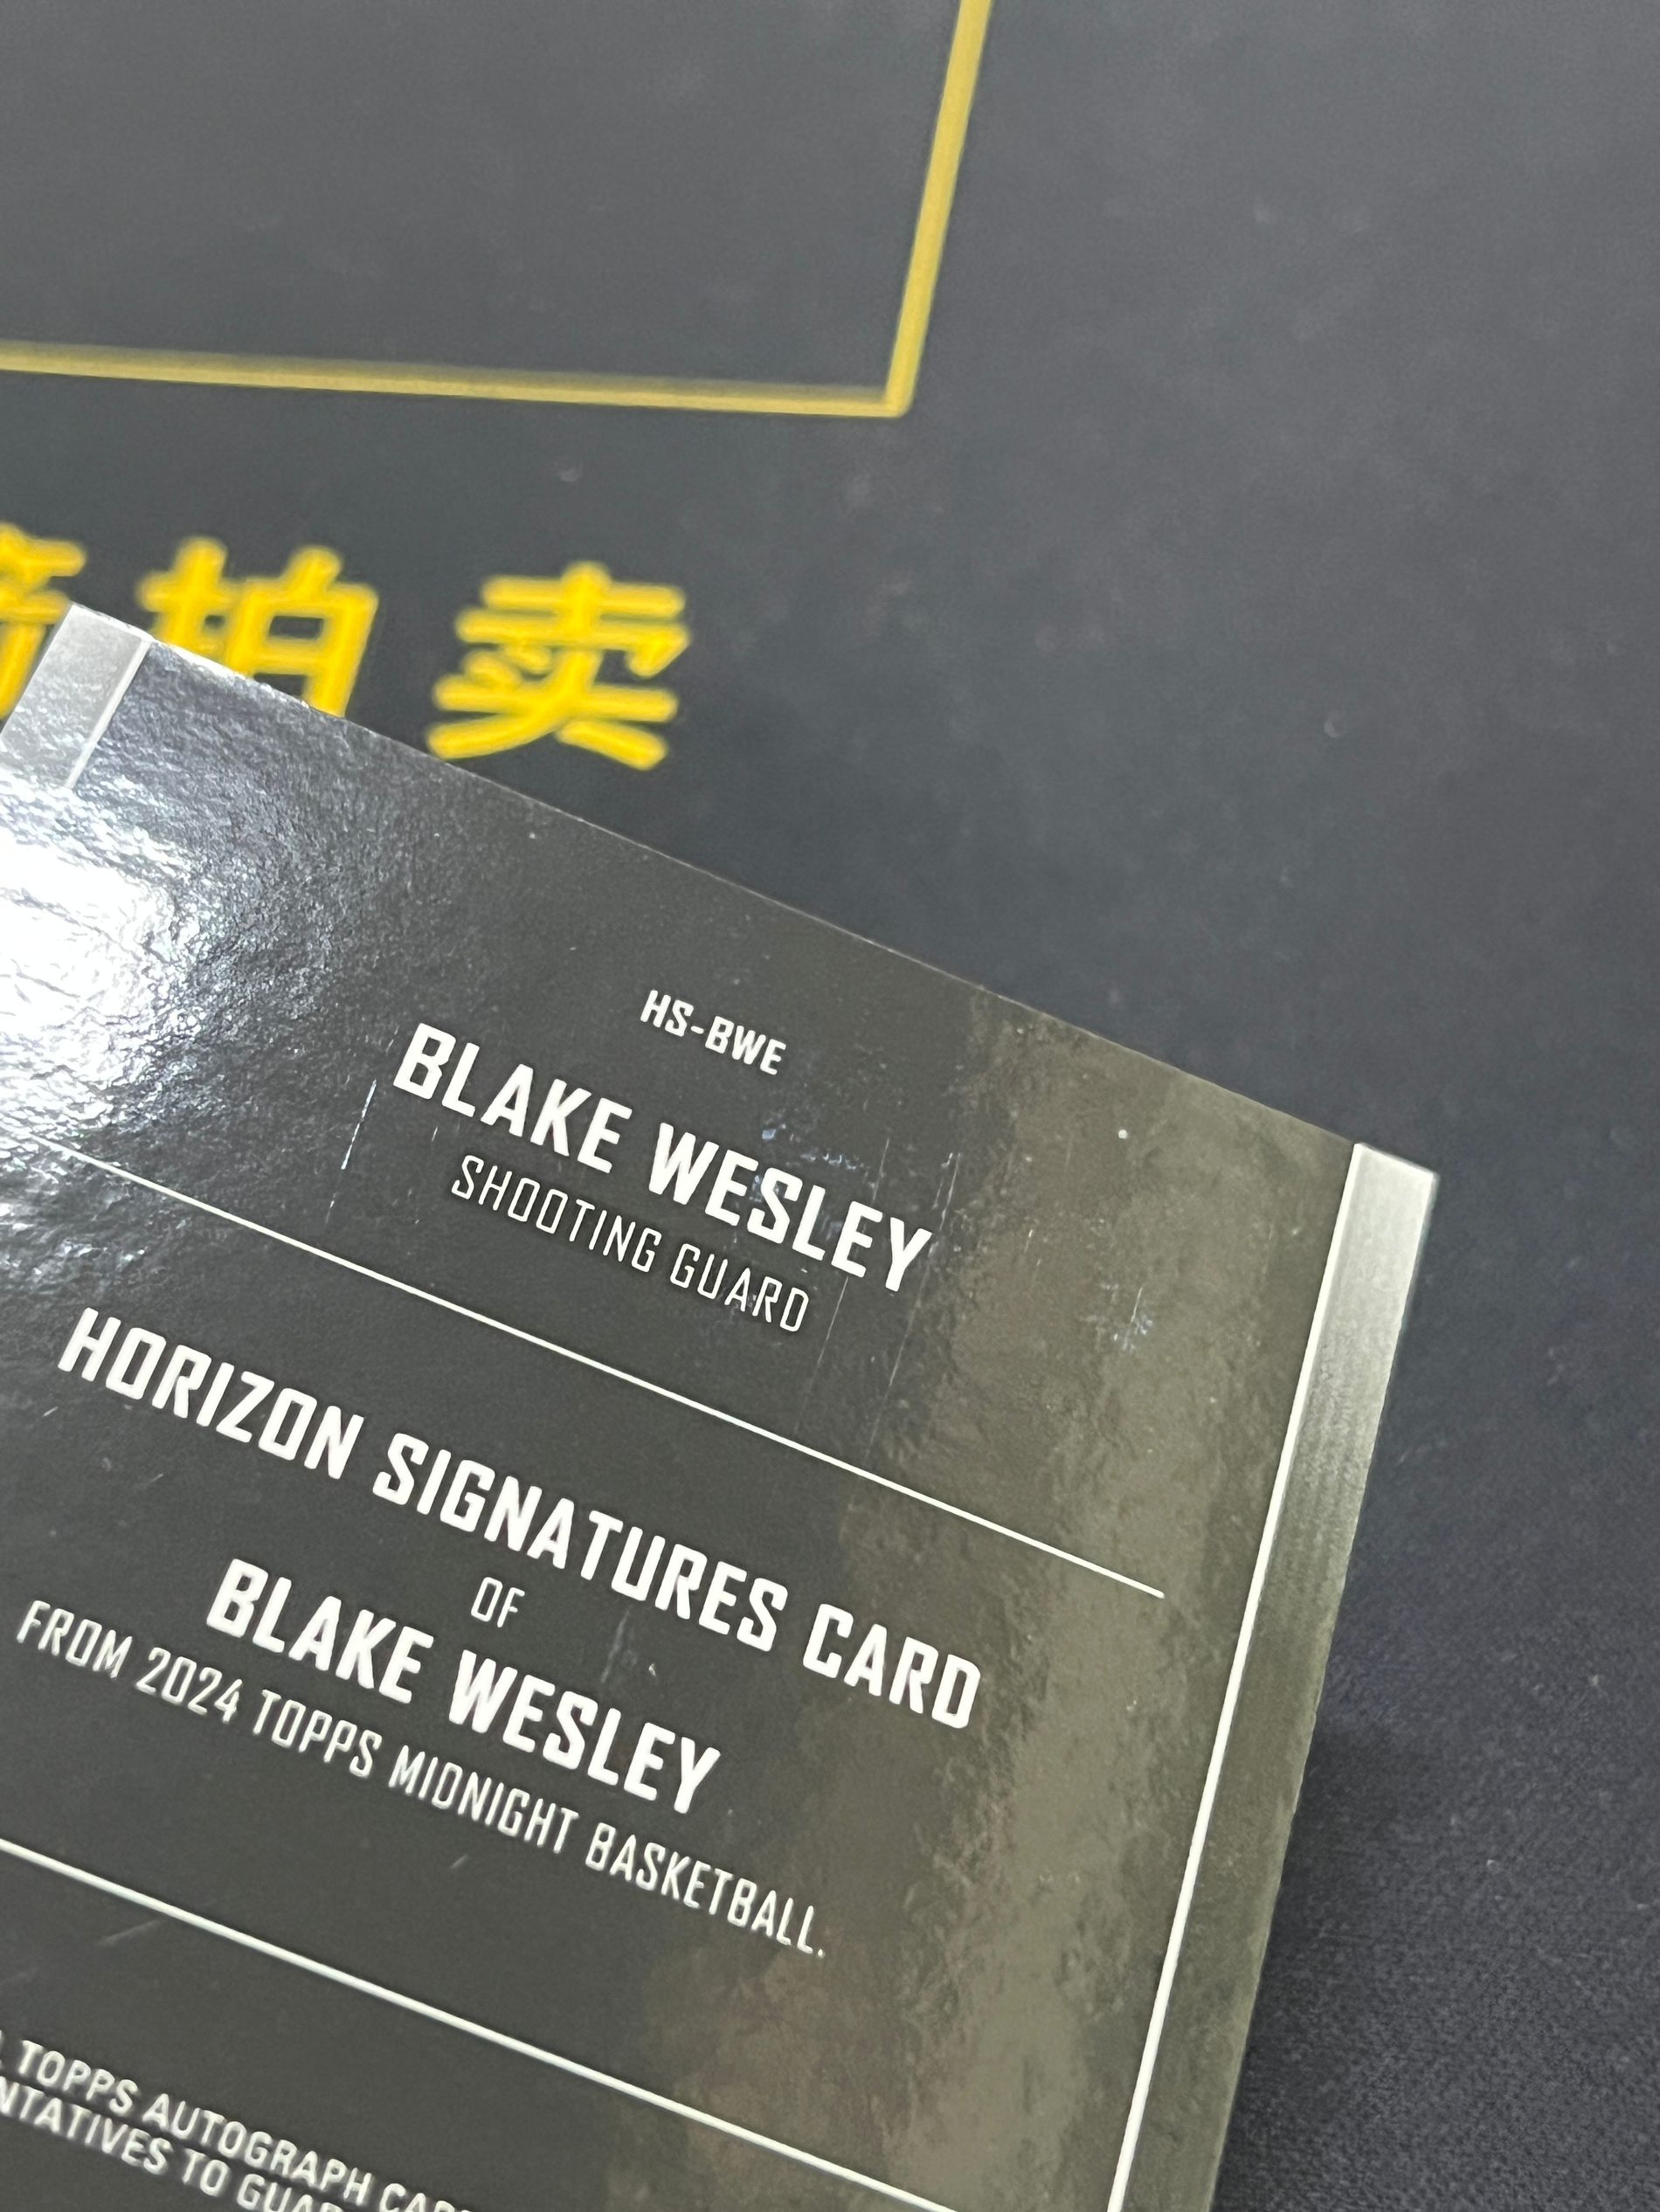 拍卖
HS-BWE
BLAKE WESLEY
SHOOTING GUARD
HORIZON SIGNATURES CARD
OF
BLAKE WESLEY
FROM 2024 TOPPS MIDNIGHT BASKETBALL.
TOPPS AUTOGRAPH
TO